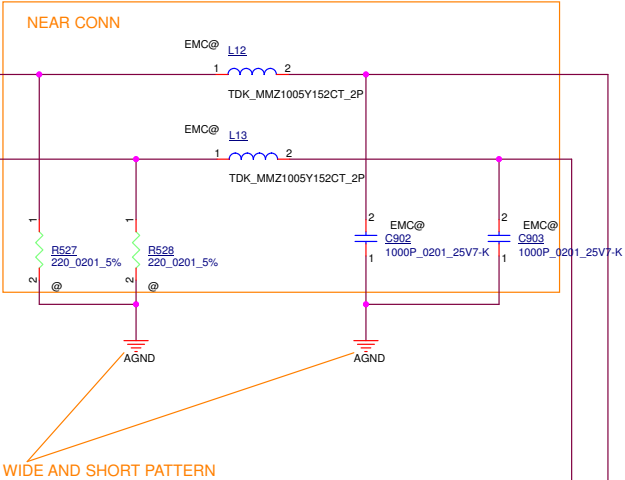 NEAR CONN
EMC@ L12
1 2
TDK_MMZ1005Y152CT_2P
EMC@ L13
1 2
TDK_MMZ1005Y152CT_2P
1 1 2 2
EMC@ EMC@
R527 R528 C902 C903
220_0201_5% 220_0201_5% 1000P_0201_25V7-K 1000P_0201_25V7-K
2 2 1 1
@ @
AGND AGND
WIDE AND SHORT PATTERN